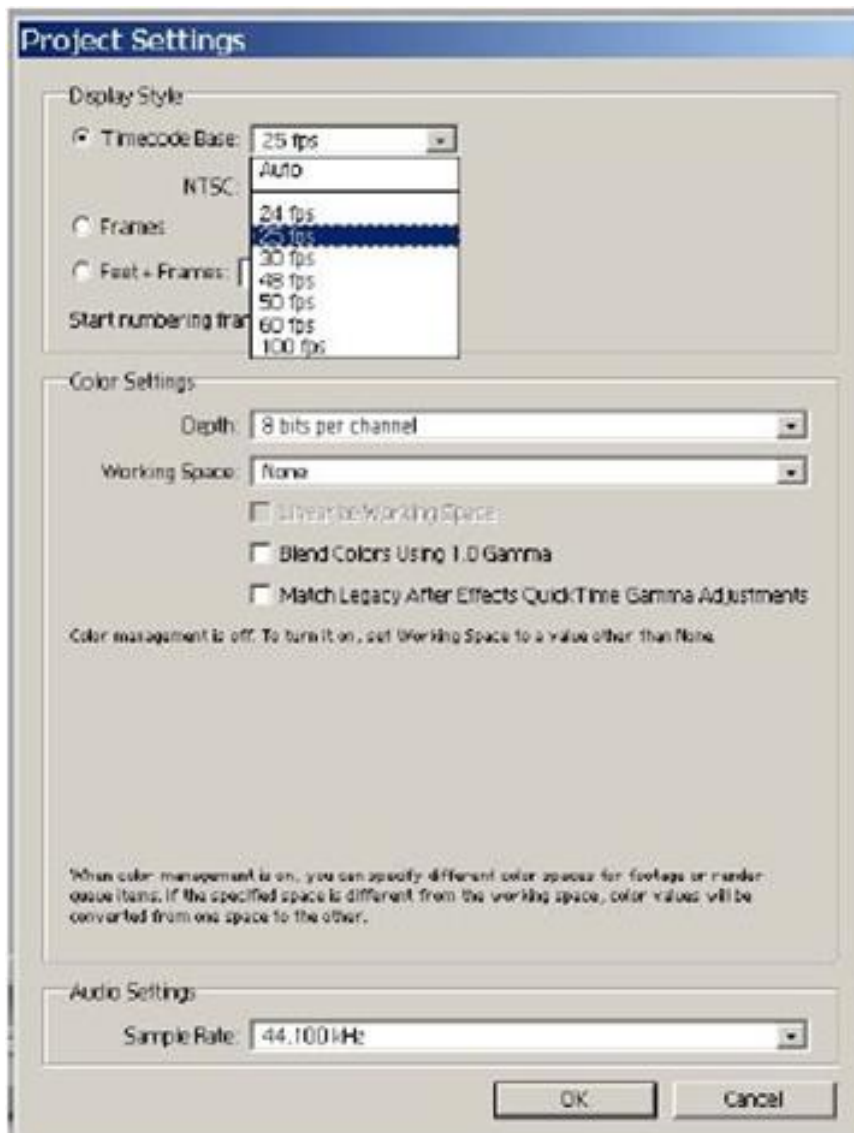 Project Settings
Display Style
Timecode Base: 25 fps
Auto
NTSC:
24 fps
Frames
25 fps
30 fps
Feet + Frames:
48 fps
50 fps
Start numbering fra
60 fps
100 fps
Color Settings
Depth: 8 bits per channel
Working Space: None
Linearize Working Space
Blend Colors Using 1.0 Gamma
Match Legacy After Effects QuickTime Gamma Adjustments
Color management is off. To turn it on, set Working Space to a value other than None.
When color management is on, you can specify different color spaces for footage or render
queue items. If the specified space is different from the working space, color values will be
converted from one space to the other.
Audio Settings
Sample Rate: 44.100 kHz
OK
Cancel